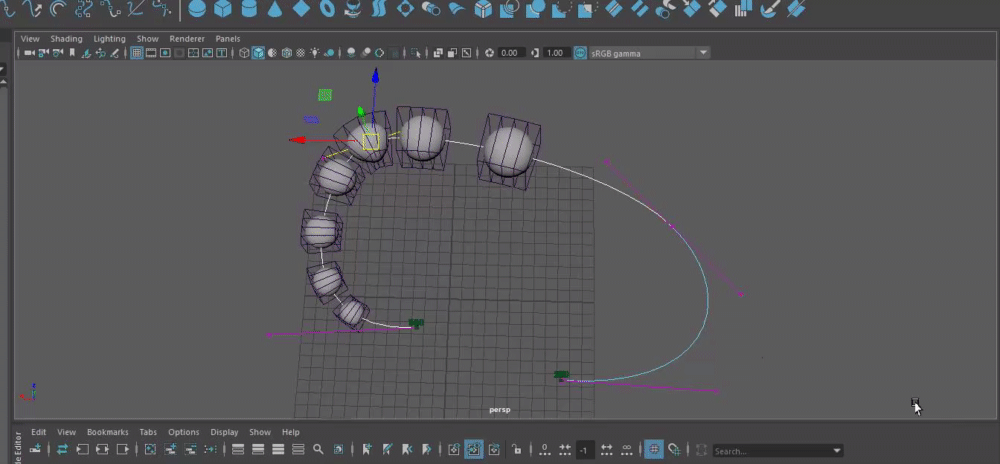 View Shading Lighting Show Renderer Panels
0.00 1.00 sRGB gamma
persp
Edit View Bookmarks Tabs Options Display Show Help
de Editor
-1 Search...